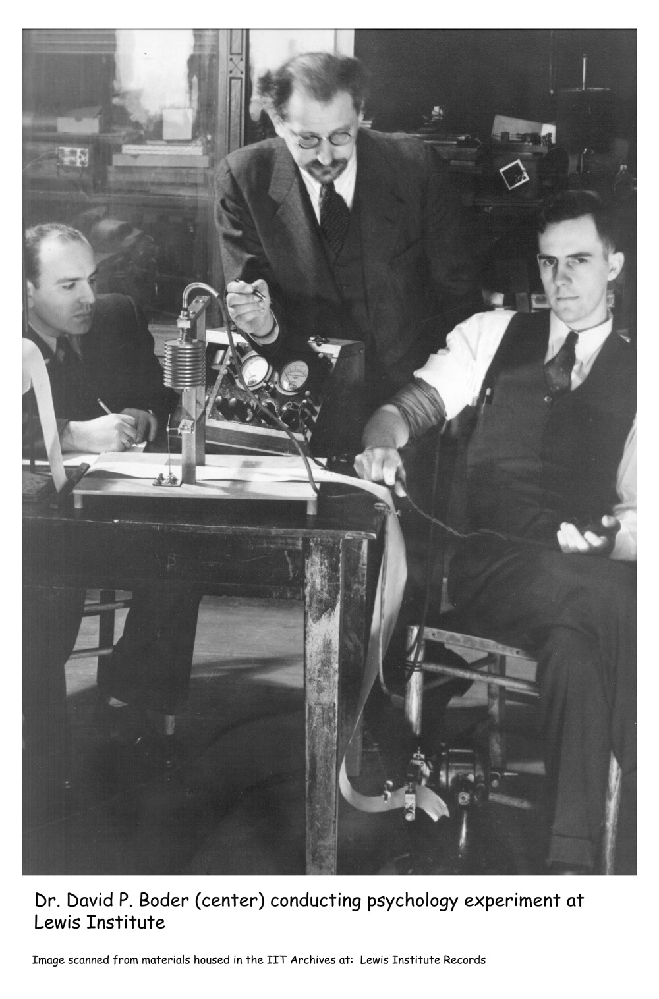 Dr. David P. Boder (center) conducting psychology experiment at
Lewis Institute
Image scanned from materials housed in the IIT Archives at:  Lewis Institute Records